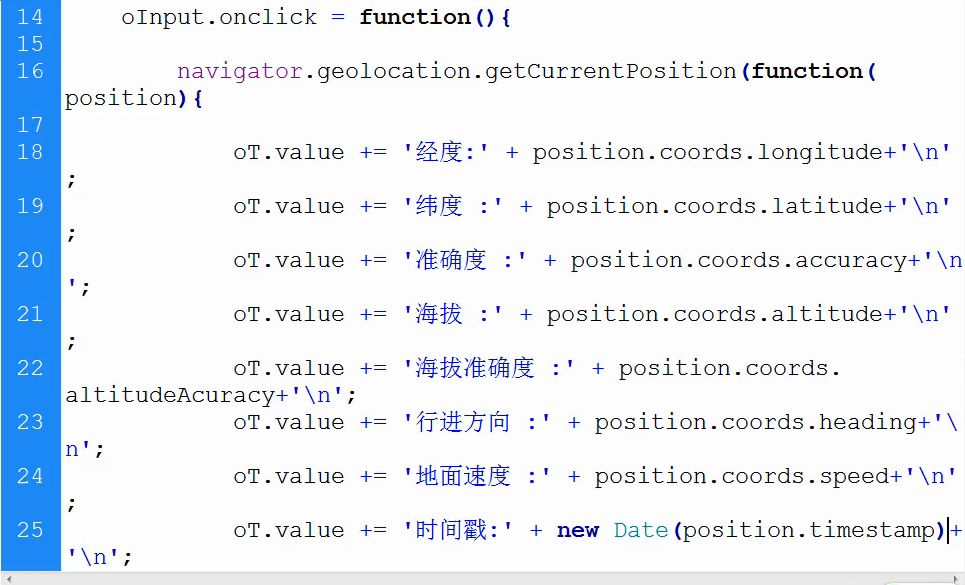 14 oInput.onclick = function(){
15
16 navigator.geolocation.getCurrentPosition(function(
position){
17
18 oT.value += '经度:' + position.coords.longitude+'\n'
;
19 oT.value += '纬度 :' + position.coords.latitude+'\n'
;
20 oT.value += '准确度 :' + position.coords.accuracy+'\n
';
21 oT.value += '海拔 :' + position.coords.altitude+'\n'
;
22 oT.value += '海拔准确度 :' + position.coords.
altitudeAcuracy+'\n';
23 oT.value += '行进方向 :' + position.coords.heading+'\
n';
24 oT.value += '地面速度 :' + position.coords.speed+'\n'
;
25 oT.value += '时间戳:' + new Date(position.timestamp)+
'\n';